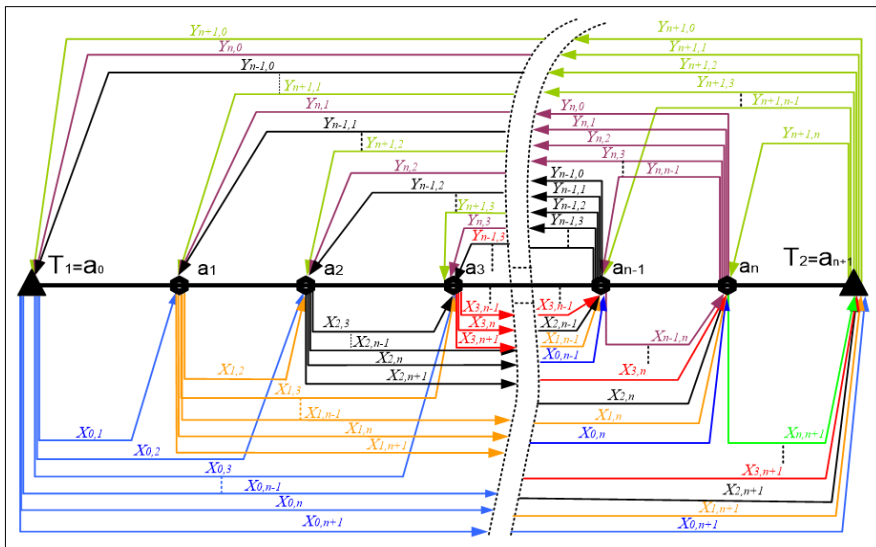 Yn+1,0 Yn+1,0
Yn,0 Yn+1,1
Yn-1,0 Yn+1,2
Yn+1,1 Yn+1,3
Yn,1 Yn,0 Yn+1,n-1
Yn-1,1 Yn,1
Yn+1,2 Yn,2 Yn+1,n
Yn,2 Yn,3
Yn-1,2 Yn-1,0 Yn,n-1
Yn-1,1
Yn+1,3 Yn-1,2
Yn,3 Yn-1,3
Yn-1,3
T1=a0 a1 a2 a3 an-1 an T2=an+1
X3,n-1 X3,n-1
X2,3 X3,n X2,n-1 Xn-1,n
X2,n-1 X3,n+1 X1,n-1
X2,n X0,n-1
X1,2 X2,n+1 X3,n
X1,3 X2,n
X1,n-1 X1,n
X0,1 X1,n X0,n Xn,n+1
X0,2 X1,n+1
X0,3 X3,n+1
X0,n-1 X2,n+1
X0,n X1,n+1
X0,n+1 X0,n+1